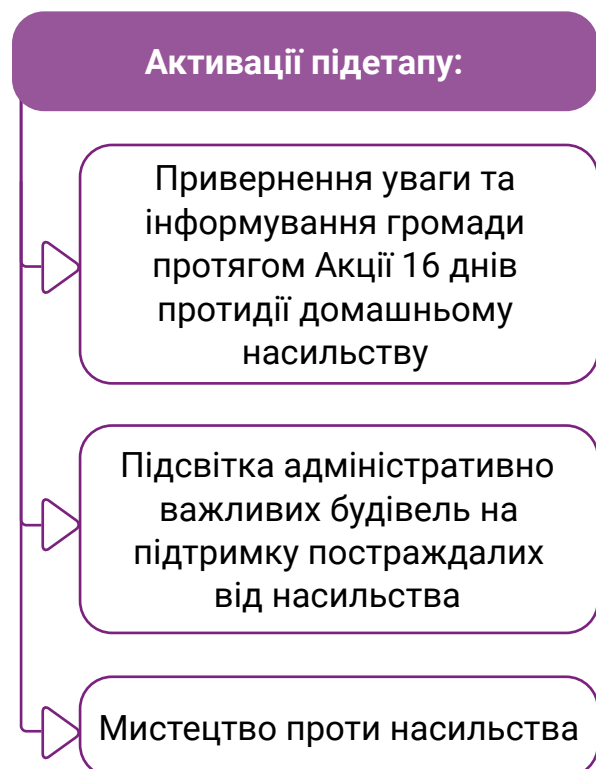 Активації підетапу:
Привернення уваги та
інформування громади
протягом Акції 16 днів
протидії домашньому
насильству
Підсвітка адміністративно
важливих будівель на
підтримку постраждалих
від насильства
Мистецтво проти насильства